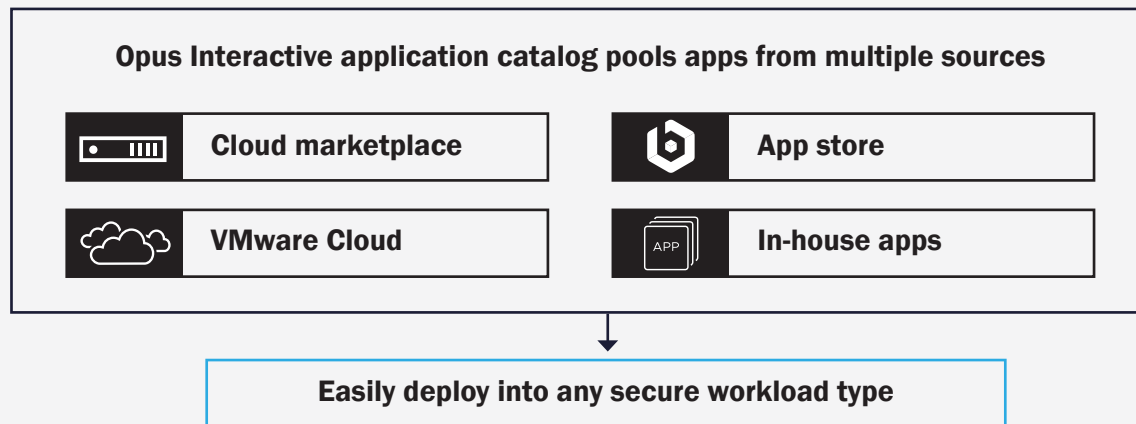 Opus Interactive application catalog pools apps from multiple sources
Cloud marketplace
App store
VMware Cloud
APP
In-house apps
Easily deploy into any secure workload type